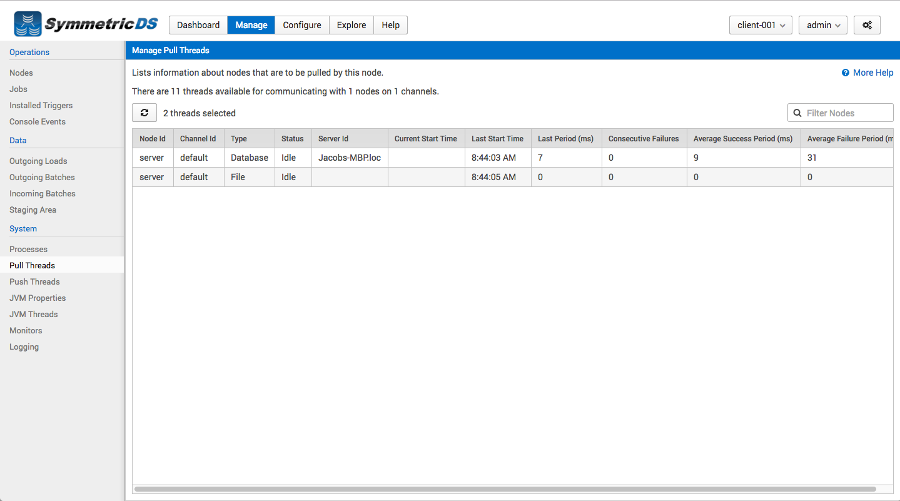 SymmetricDS
Dashboard Manage Configure Explore Help
client-001 admin
Operations
Nodes
Jobs
Installed Triggers
Console Events
Data
Outgoing Loads
Outgoing Batches
Incoming Batches
Staging Area
System
Processes
Pull Threads
Push Threads
JVM Properties
JVM Threads
Monitors
Logging
Manage Pull Threads
Lists information about nodes that are to be pulled by this node.
More Help
There are 11 threads available for communicating with 1 nodes on 1 channels.
2 threads selected
Filter Nodes
Node Id Channel Id Type Status Server Id Current Start Time Last Start Time Last Period (ms) Consecutive Failures Average Success Period (ms) Average Failure Period (m
server default Database Idle Jacobs-MBP.loc 8:44:03 AM 7 0 9 31
server default File Idle 8:44:05 AM 0 0 0 0